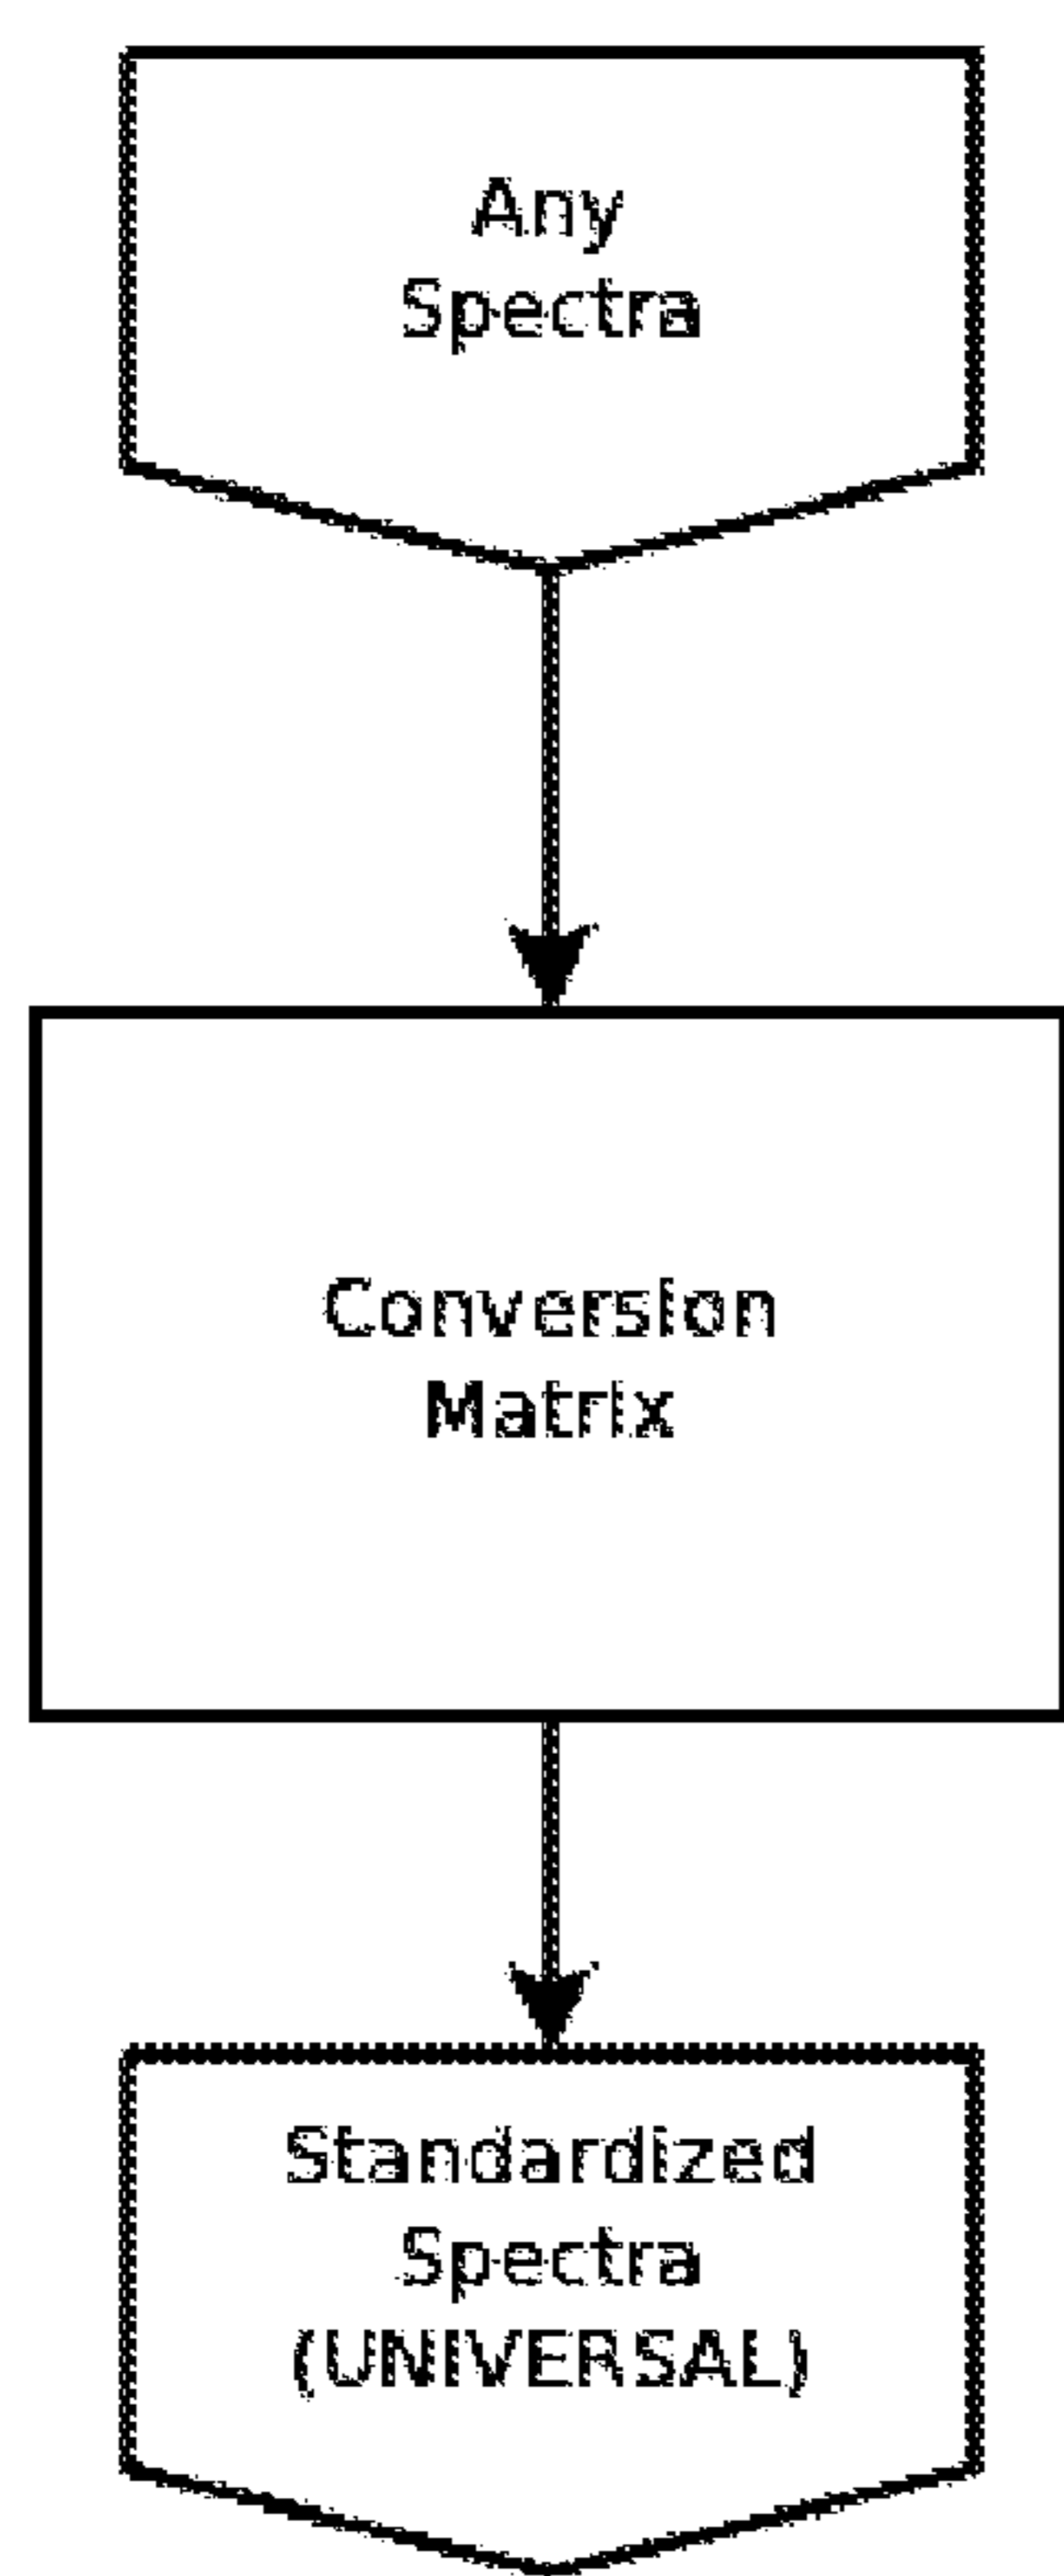 Any
Spectra
Conversion
Matrix
Standardized
Spectra
(UNIVERSAL)